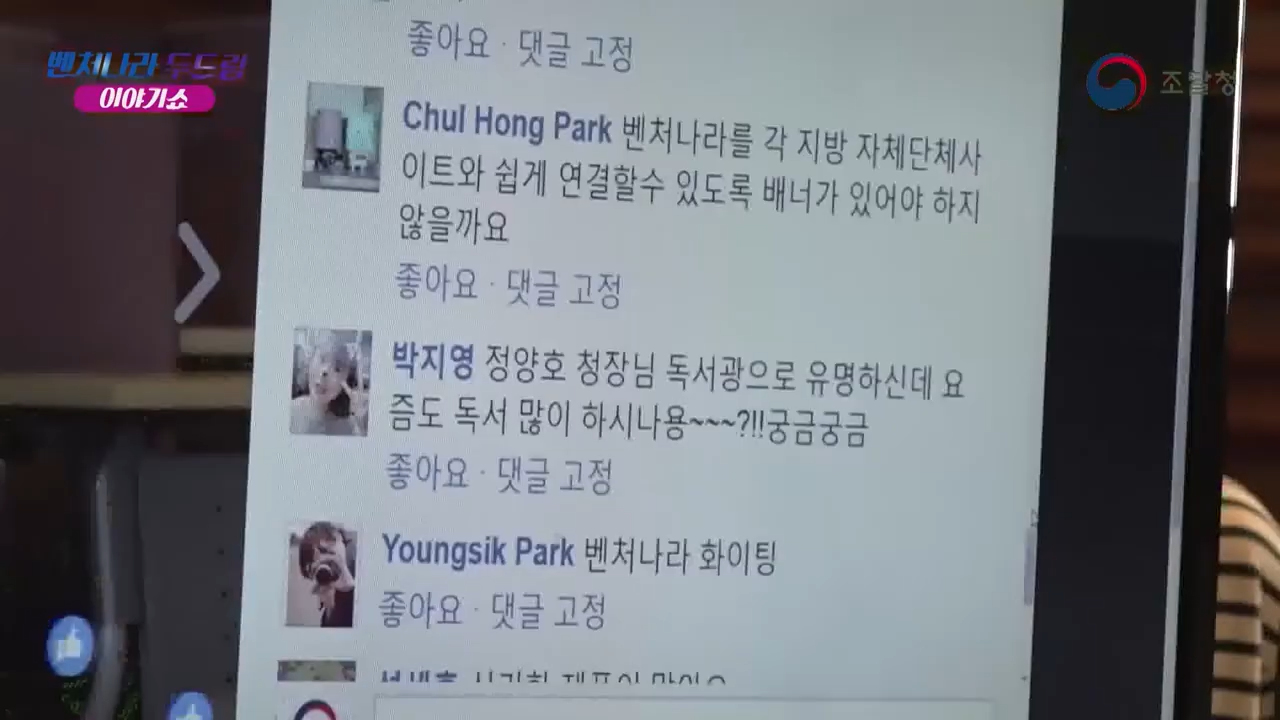 벤처나라 두드림
이야기쇼
조달청
좋아요 · 댓글 고정
Chul Hong Park 벤처나라를 각 지방 자체단체사
이트와 쉽게 연결할수 있도록 배너가 있어야 하지
않을까요
좋아요 · 댓글 고정
박지영 정양호 청장님 독서광으로 유명하신데 요
즘도 독서 많이 하시나용~~~?!!궁금궁금
좋아요 · 댓글 고정
Youngsik Park 벤처나라 화이팅
좋아요 · 댓글 고정